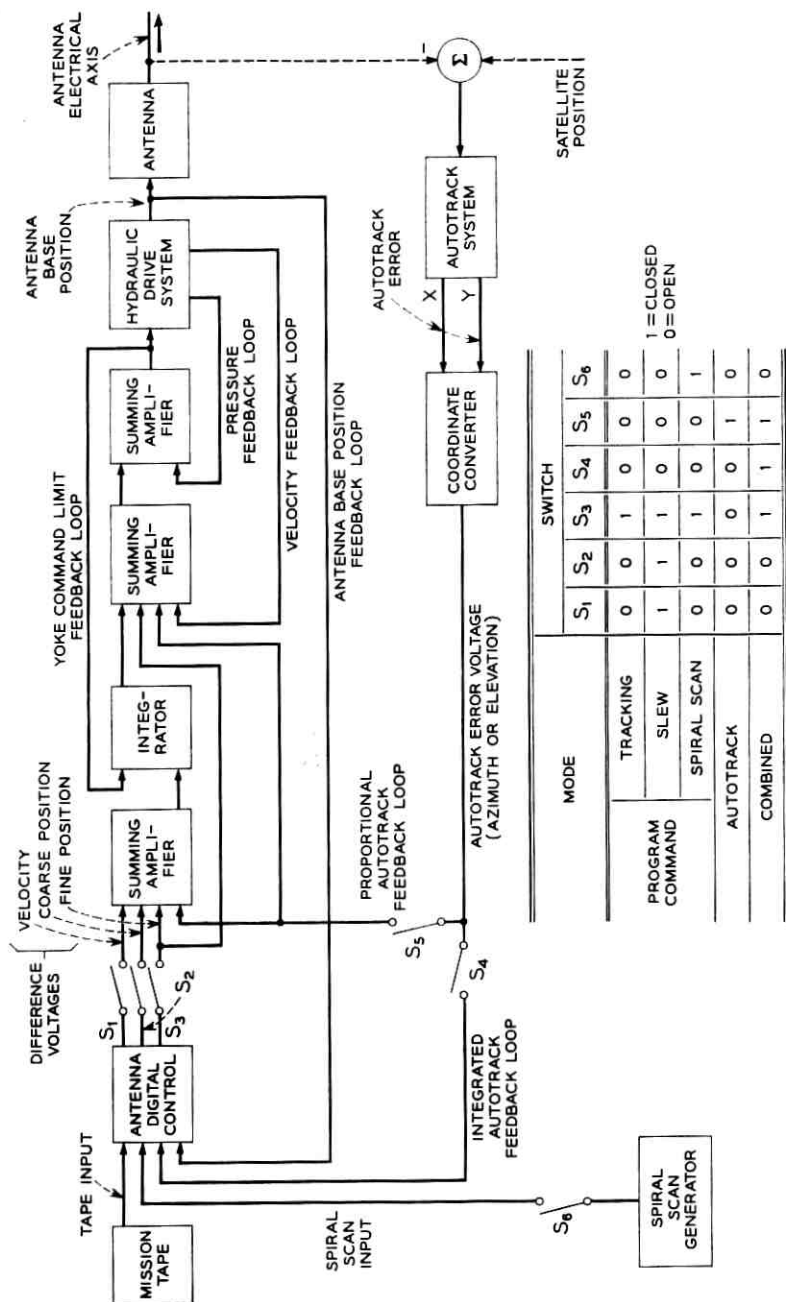 ANTENNA
ELECTRICAL
AXIS
ANTENNA
ANTENNA
BASE
POSITION
HYDRAULIC
DRIVE
SYSTEM
SUMMING
AMPLI-
FIER
PRESSURE
FEEDBACK LOOP
VELOCITY FEEDBACK LOOP
ANTENNA BASE POSITION
FEEDBACK LOOP
YOKE COMMAND LIMIT
FEEDBACK LOOP
SUMMING
AMPLI-
FIER
INTEG-
RATOR
SUMMING
AMPLI-
FIER
DIFFERENCE
VOLTAGES
VELOCITY
COARSE POSITION
FINE POSITION
S1
S2
S3
ANTENNA
DIGITAL
CONTROL
TAPE INPUT
MISSION
TAPE
SPIRAL
SCAN
INPUT
S6
SPIRAL
SCAN
GENERATOR
INTEGRATED
AUTOTRACK
FEEDBACK LOOP
S4
S5
PROPORTIONAL
AUTOTRACK
FEEDBACK LOOP
AUTOTRACK ERROR VOLTAGE
(AZIMUTH OR ELEVATION)
COORDINATE
CONVERTER
AUTOTRACK
ERROR
X
Y
AUTOTRACK
SYSTEM
Σ
−
SATELLITE
POSITION
MODE SWITCH
S1 S2 S3 S4 S5 S6
PROGRAM
COMMAND
TRACKING 0 0 1 0 0 0
SLEW 1 1 1 0 0 0
SPIRAL SCAN 0 0 1 0 0 1
AUTOTRACK 0 0 0 0 1 0
COMBINED 0 0 1 1 1 0
1 = CLOSED
0 = OPEN